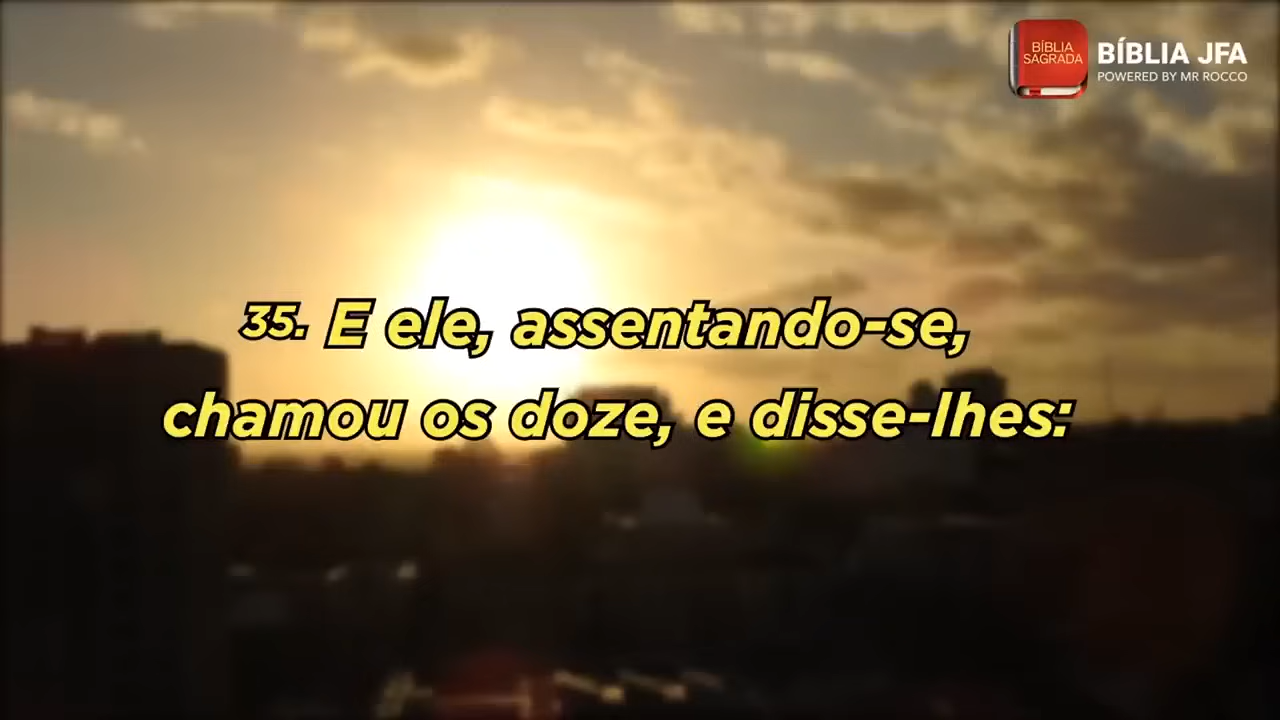 BÍBLIA
SAGRADA
BÍBLIA JFA
POWERED BY MR ROCCO
35. E ele, assentando-se,
chamou os doze, e disse-lhes: